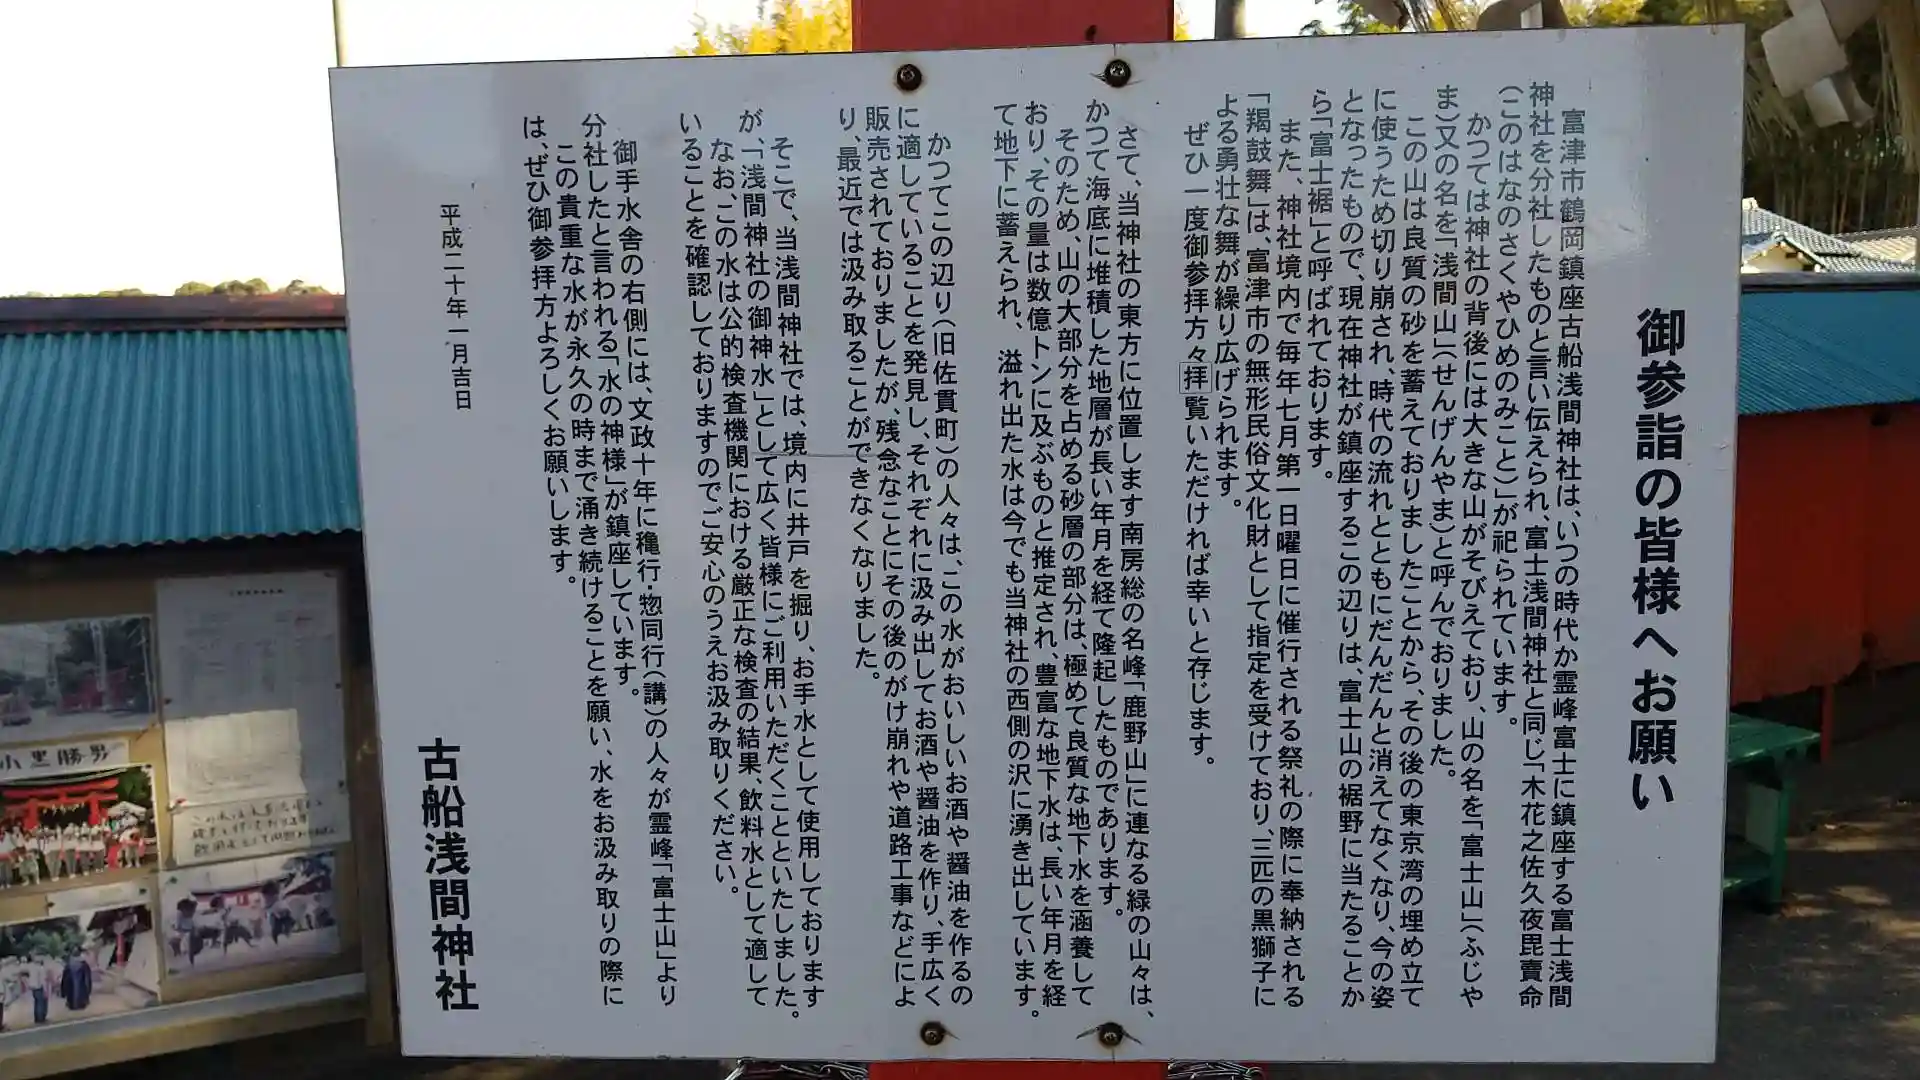 御参詣の皆様へお願い
富津市鶴岡鎮座古船浅間神社は、いつの時代か霊峰富士に鎮座する富士浅間
神社を分社したものと言い伝えられ、富士浅間神社と同じ「木花之佐久夜毘賣命
(このはなのさくやひめのみこと)」が祀られています。
かつては神社の背後には大きな山がそびえており、山の名を「富士山」(ふじや
ま)又の名を「浅間山」(せんげんやま)と呼んでおりました。
この山は良質の砂を蓄えておりましたことから、その後の東京湾の埋め立て
に使うため切り崩され、時代の流れとともにだんだんと消えてなくなり、今の姿
となったもので、現在神社が鎮座するこの辺りは、富士山の裾野に当たることか
ら「富士裾」と呼ばれております。
また、神社境内で毎年七月第一日曜日に催行される祭礼の際に奉納される
「羯鼓舞」は、富津市の無形民俗文化財として指定を受けており、三匹の黒獅子に
よる勇壮な舞が繰り広げられます。
ぜひ一度御参拝方々拝覧いただければ幸いと存じます。
さて、当神社の東方に位置します南房総の名峰「鹿野山」に連なる緑の山々は、
かつて海底に堆積した地層が長い年月を経て隆起したものであります。
そのため、山の大部分を占める砂層の部分は、極めて良質な地下水を涵養して
おり、その量は数億トンに及ぶものと推定され、豊富な地下水は、長い年月を経
て地下に蓄えられ、溢れ出た水は今でも当神社の西側の沢に湧き出しています。
かつてこの辺り(旧佐貫町)の人々は、この水がおいしいお酒や醤油を作るの
に適していることを発見し、それぞれに汲み出してお酒や醤油を作り、手広く
販売されておりましたが、残念なことにその後のがけ崩れや道路工事などによ
り、最近では汲み取ることができなくなりました。
そこで、当浅間神社では、境内に井戸を掘り、お手水として使用しております
が、「浅間神社の御神水」として広く皆様にご利用いただくことといたしました。
なお、この水は公的検査機関における厳正な検査の結果、飲料水として適して
いることを確認しておりますのでご安心のうえお汲み取りください。
御手水舎の右側には、文政十年に穐行・惣同行(講)の人々が霊峰「富士山」より
分社したと言われる「水の神様」が鎮座しています。
この貴重な水が永久の時まで涌き続けることを願い、水をお汲み取りの際に
は、ぜひ御参拝方よろしくお願いします。
平成二十年一月吉日
古船浅間神社